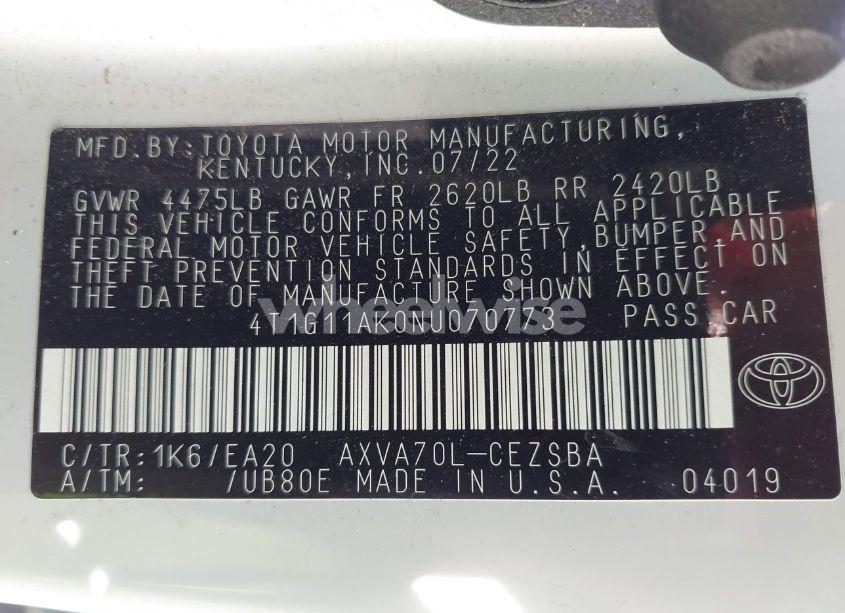 MFD.BY:TOYOTA MOTOR MANUFACTURING,
KENTUCKY,INC.07/22
GVWR 4475LB GAWR FR 2620LB RR 2420LB
THIS VEHICLE CONFORMS TO ALL APPLICABLE
FEDERAL MOTOR VEHICLE SAFETY,BUMPER AND
THEFT PREVENTION STANDARDS IN EFFECT ON
THE DATE OF MANUFACTURE SHOWN ABOVE.
wheelwise
PASS.CAR
C/TR:1K6/EA20 AXVA70L-CEZSBA
A/TM: /UB80E MADE IN U.S.A. 04019